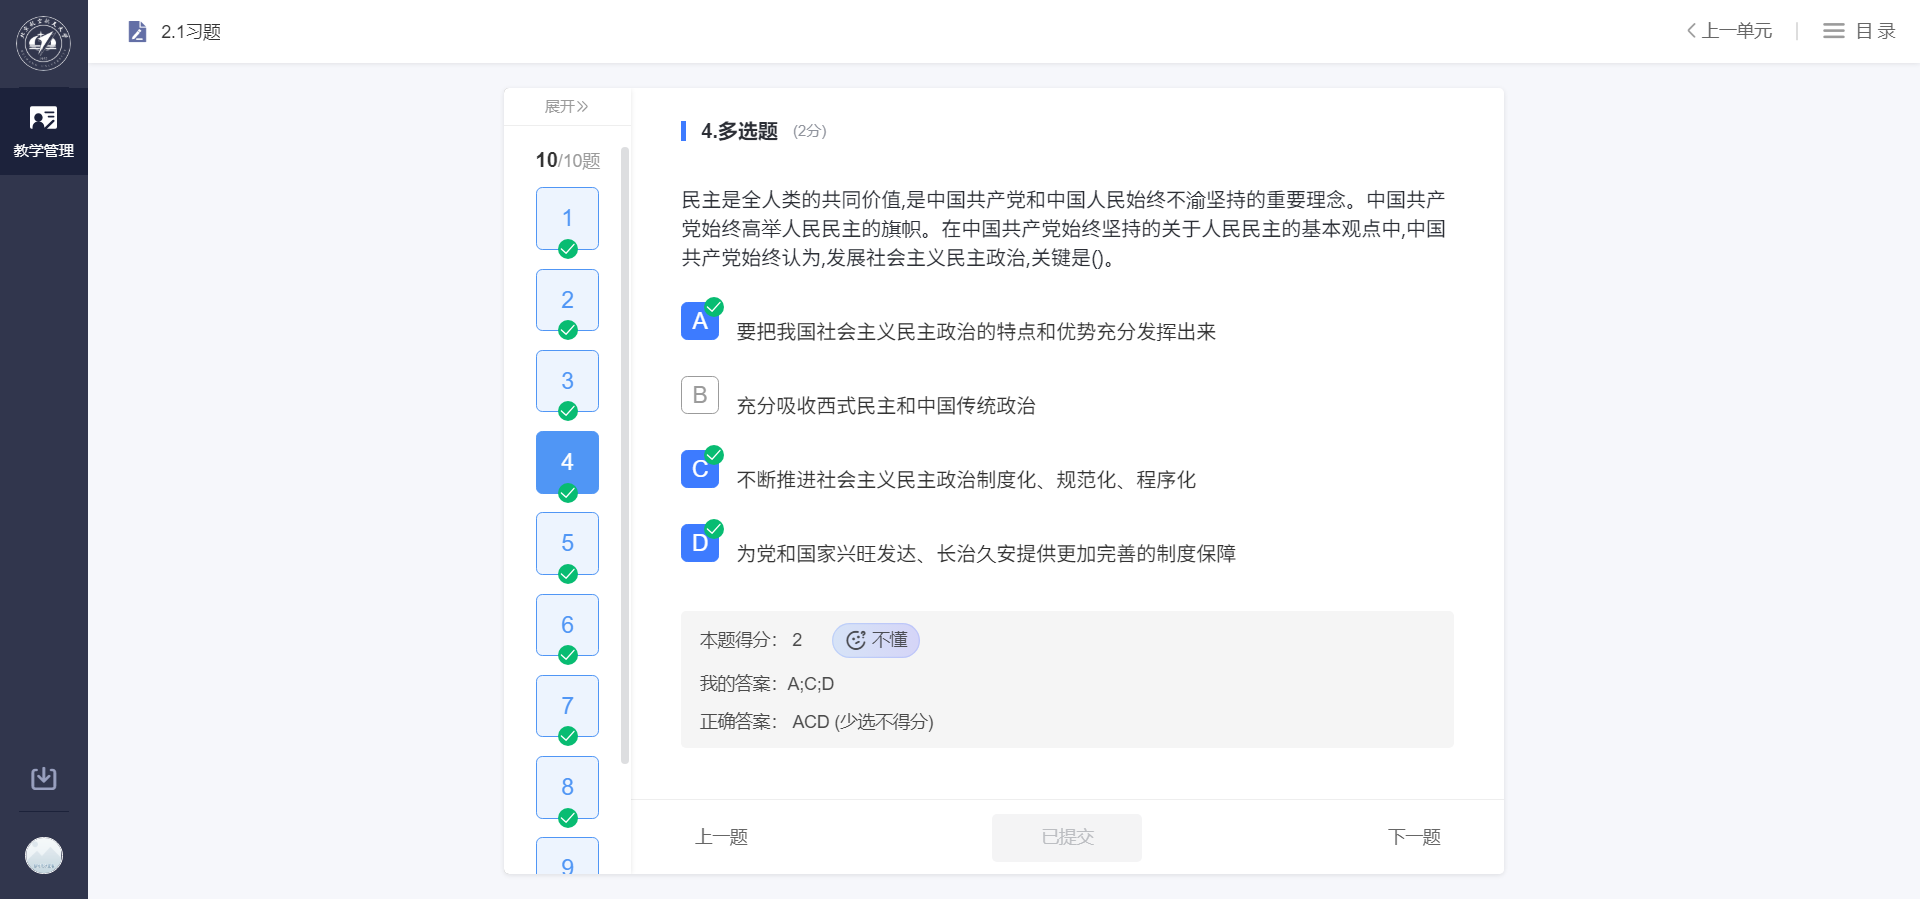 2.1习题
上一单元
目录
教学管理
展开
10/10题
1
2
3
4
5
6
7
8
9
4.多选题 (2分)
民主是全人类的共同价值,是中国共产党和中国人民始终不渝坚持的重要理念。中国共产
党始终高举人民民主的旗帜。在中国共产党始终坚持的关于人民民主的基本观点中,中国
共产党始终认为,发展社会主义民主政治,关键是()。
A 要把我国社会主义民主政治的特点和优势充分发挥出来
B 充分吸收西式民主和中国传统政治
C 不断推进社会主义民主政治制度化、规范化、程序化
D 为党和国家兴旺发达、长治久安提供更加完善的制度保障
本题得分: 2 不懂
我的答案: A;C;D
正确答案: ACD (少选不得分)
上一题
已提交
下一题